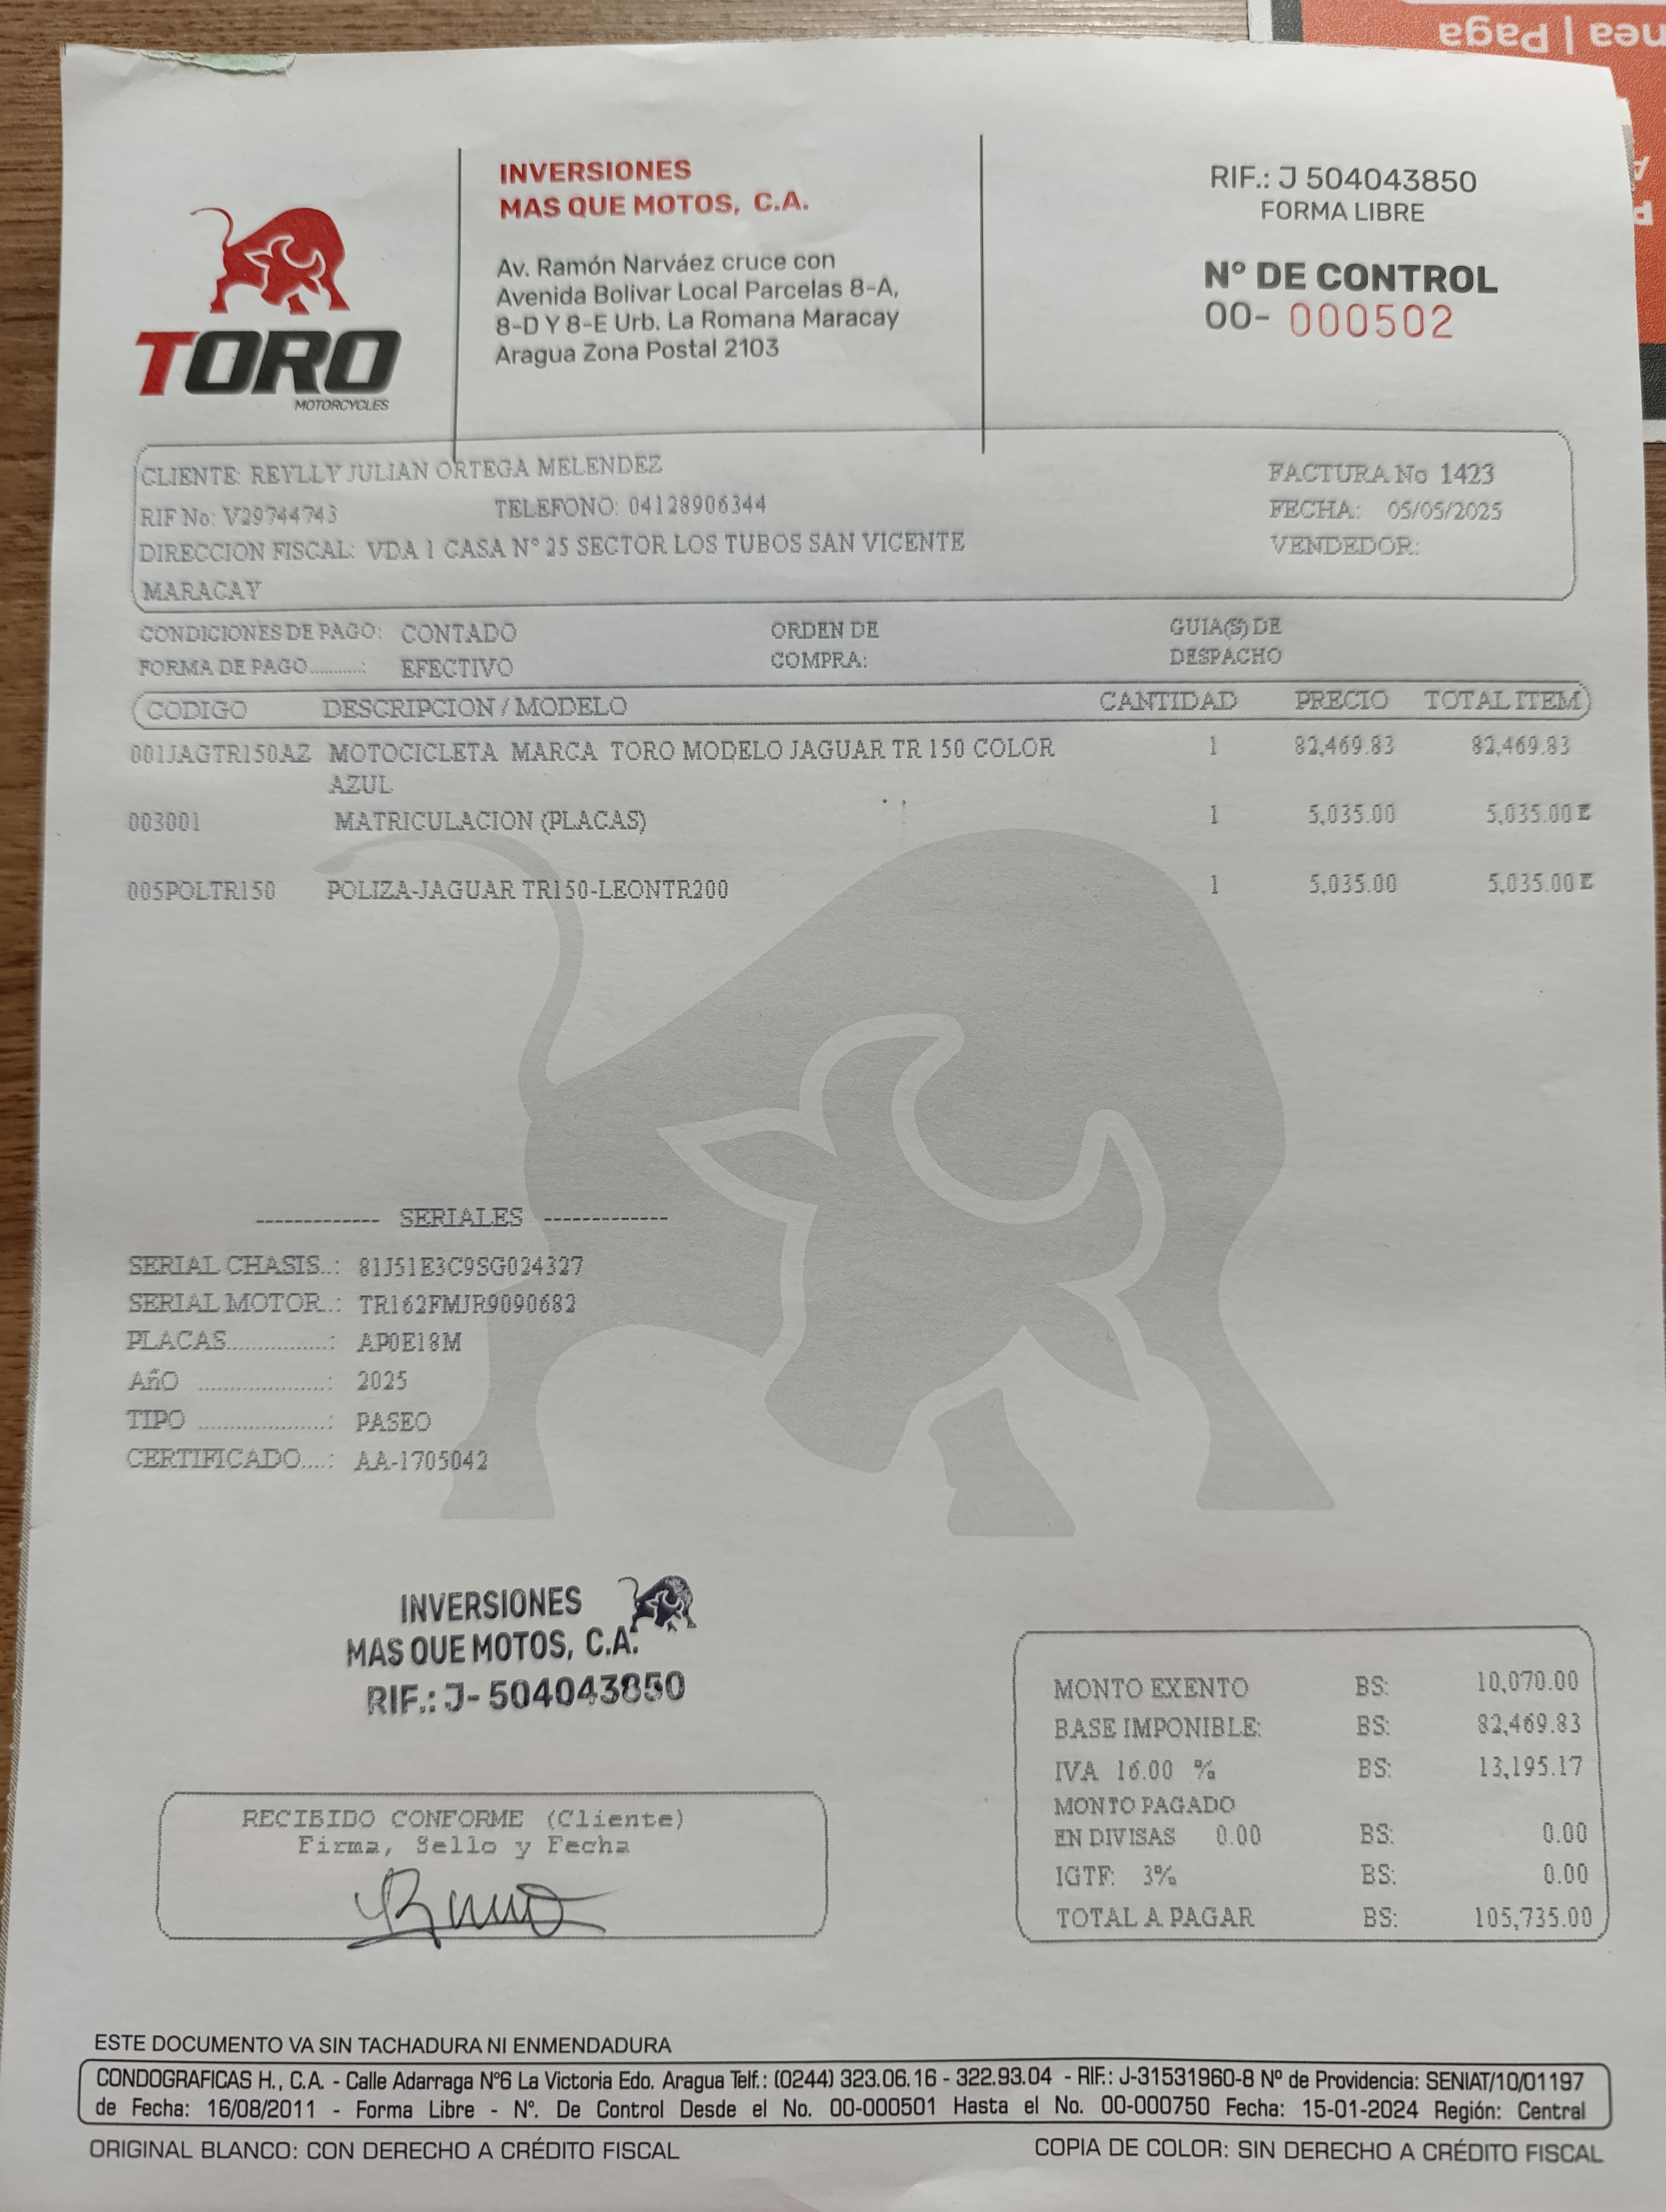 nea | Paga
TORO
MOTORCYCLES
INVERSIONES
MAS QUE MOTOS, C.A.
Av. Ramón Narváez cruce con
Avenida Bolivar Local Parcelas 8-A,
8-D Y 8-E Urb. La Romana Maracay
Aragua Zona Postal 2103
RIF.: J 504043850
FORMA LIBRE
N° DE CONTROL
00- 000502
CLIENTE: REYLLY JULIAN ORTEGA MELENDEZ
RIF No: V29744743 TELEFONO: 04128906344
DIRECCION FISCAL: VDA 1 CASA N° 25 SECTOR LOS TUBOS SAN VICENTE
MARACAY
FACTURA No 1423
FECHA: 05/05/2025
VENDEDOR:
CONDICIONES DE PAGO: CONTADO
FORMA DE PAGO..........: EFECTIVO
ORDEN DE
COMPRA:
GUIA(S) DE
DESPACHO
CODIGO DESCRIPCION / MODELO CANTIDAD PRECIO TOTAL ITEM
001JAGTR150AZ MOTOCICLETA MARCA TORO MODELO JAGUAR TR 150 COLOR 1 82,469.83 82,469.83
AZUL
003001 MATRICULACION (PLACAS) 1 5,035.00 5,035.00 E
005POLTR150 POLIZA-JAGUAR TR150-LEONTR200 1 5,035.00 5,035.00 E
------------- SERIALES -------------
SERIAL CHASIS..: 81J51E3C9SG024327
SERIAL MOTOR..: TR162FMJR9090682
PLACAS................: AP0E18M
AñO ....................: 2025
TIPO ....................: PASEO
CERTIFICADO....: AA-1705042
INVERSIONES
MAS QUE MOTOS, C.A.
RIF.: J- 504043850
RECIBIDO CONFORME (Cliente)
Firma, Sello y Fecha
MONTO EXENTO BS: 10,070.00
BASE IMPONIBLE: BS: 82,469.83
IVA 16.00 % BS: 13,195.17
MONTO PAGADO
EN DIVISAS 0.00 BS: 0.00
IGTF: 3% BS: 0.00
TOTAL A PAGAR BS: 105,735.00
ESTE DOCUMENTO VA SIN TACHADURA NI ENMENDADURA
CONDOGRAFICAS H., C.A. - Calle Adarraga N°6 La Victoria Edo. Aragua Telf.: (0244) 323.06.16 - 322.93.04 - RIF.: J-31531960-8 N° de Providencia: SENIAT/10/01197
de Fecha: 16/08/2011 - Forma Libre - N°. De Control Desde el No. 00-000501 Hasta el No. 00-000750 Fecha: 15-01-2024 Región: Central
ORIGINAL BLANCO: CON DERECHO A CRÉDITO FISCAL
COPIA DE COLOR: SIN DERECHO A CRÉDITO FISCAL